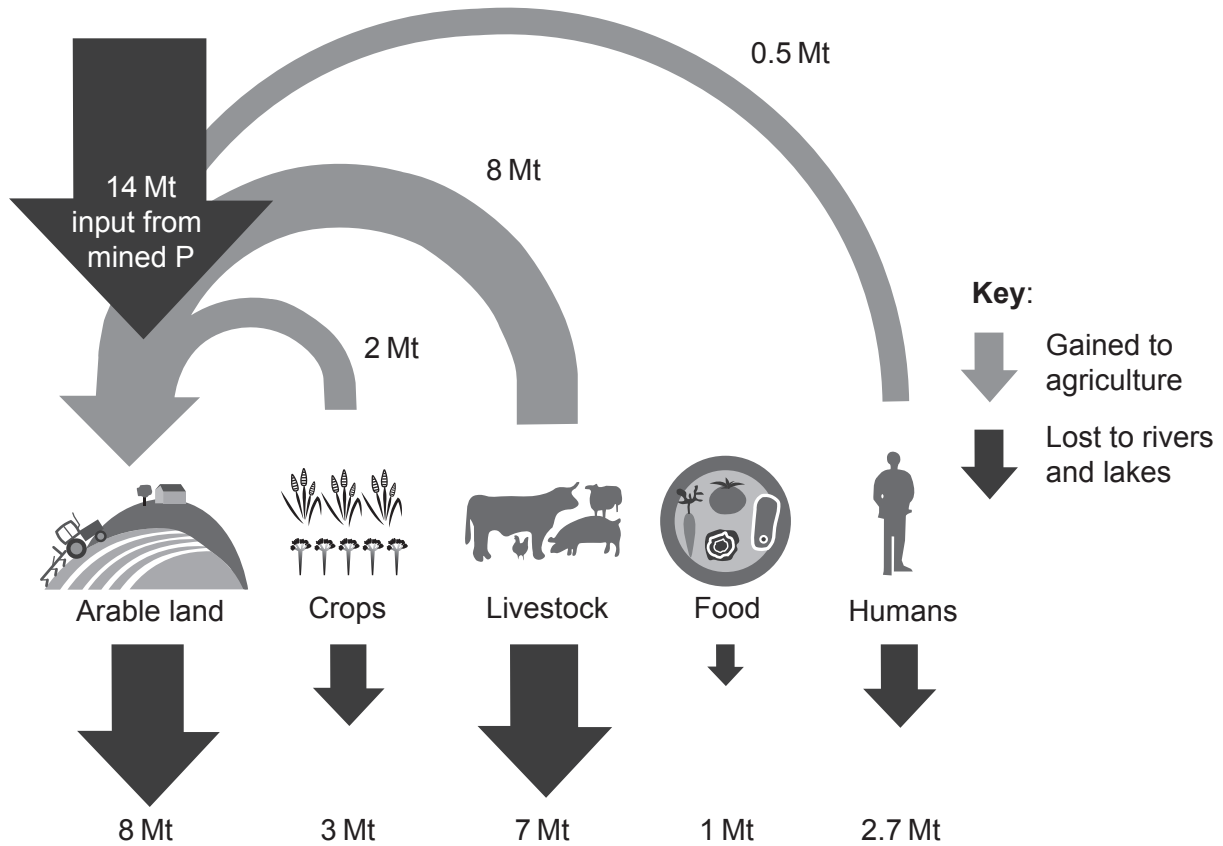 0.5 Mt
8 Mt
14 Mt
input from
mined P
2 Mt
Key:
Gained to
agriculture
Lost to rivers
and lakes
Arable land
Crops
Livestock
Food
Humans
8 Mt
3 Mt
7 Mt
1 Mt
2.7 Mt